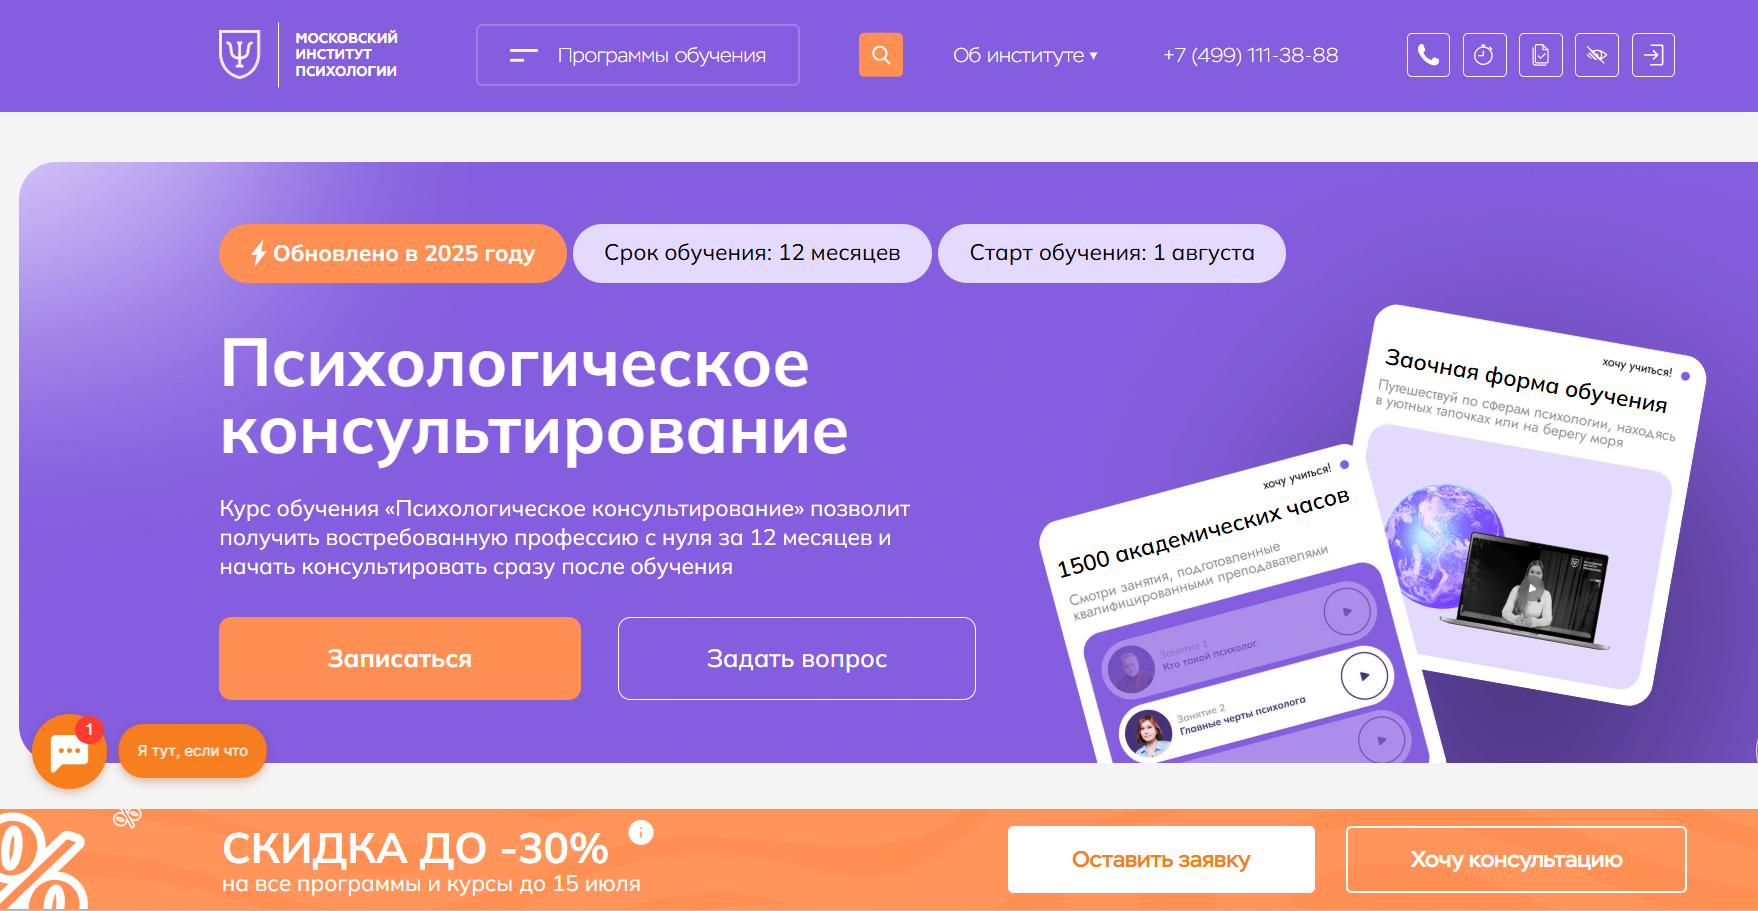 МОСКОВСКИЙ
ИНСТИТУТ
ПСИХОЛОГИИ
Программы обучения
Об институте ▾
+7 (499) 111-38-88
Обновлено в 2025 году
Срок обучения: 12 месяцев
Старт обучения: 1 августа
Психологическое
консультирование
Курс обучения «Психологическое консультирование» позволит
получить востребованную профессию с нуля за 12 месяцев и
начать консультировать сразу после обучения
Записаться
Задать вопрос
хочу учиться!
Заочная форма обучения
Путешествуй по сферам психологии, находясь
в уютных тапочках или на берегу моря
хочу учиться!
1500 академических часов
Смотри занятия, подготовленные
квалифицированными преподавателями
Занятие 1
Кто такой психолог
Занятие 2
Главные черты психолога
1
Я тут, если что
%
%
СКИДКА ДО -30%
i
на все программы и курсы до 15 июля
Оставить заявку
Хочу консультацию